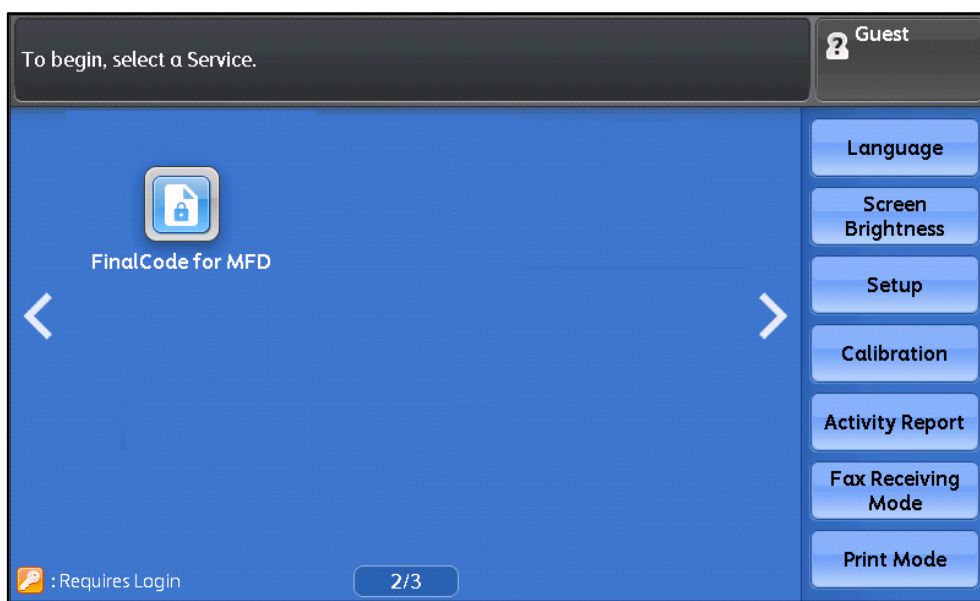 To begin, select a Service.
Guest
FinalCode for MFD
Language
Screen
Brightness
Setup
Calibration
Activity Report
Fax Receiving
Mode
Print Mode
: Requires Login
2/3